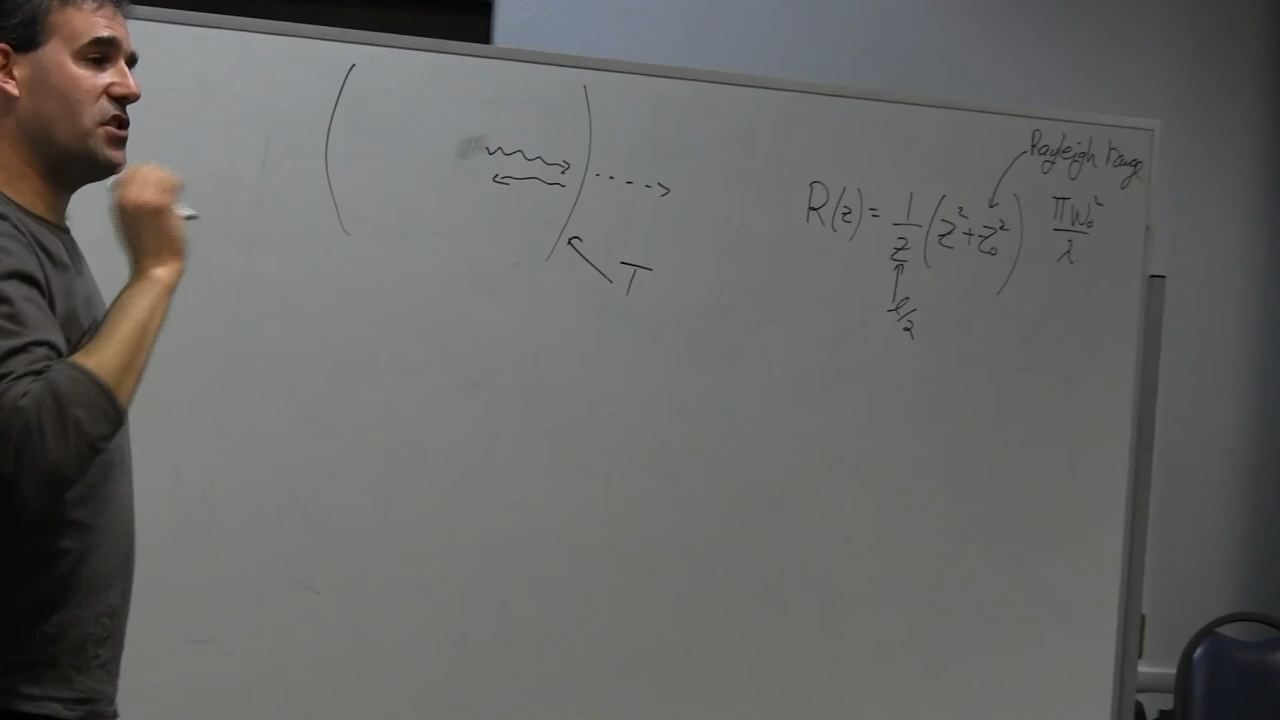 Rayleigh range
R(z) = 1/z (z² + z₀²) πw₀²/λ
l/2
T